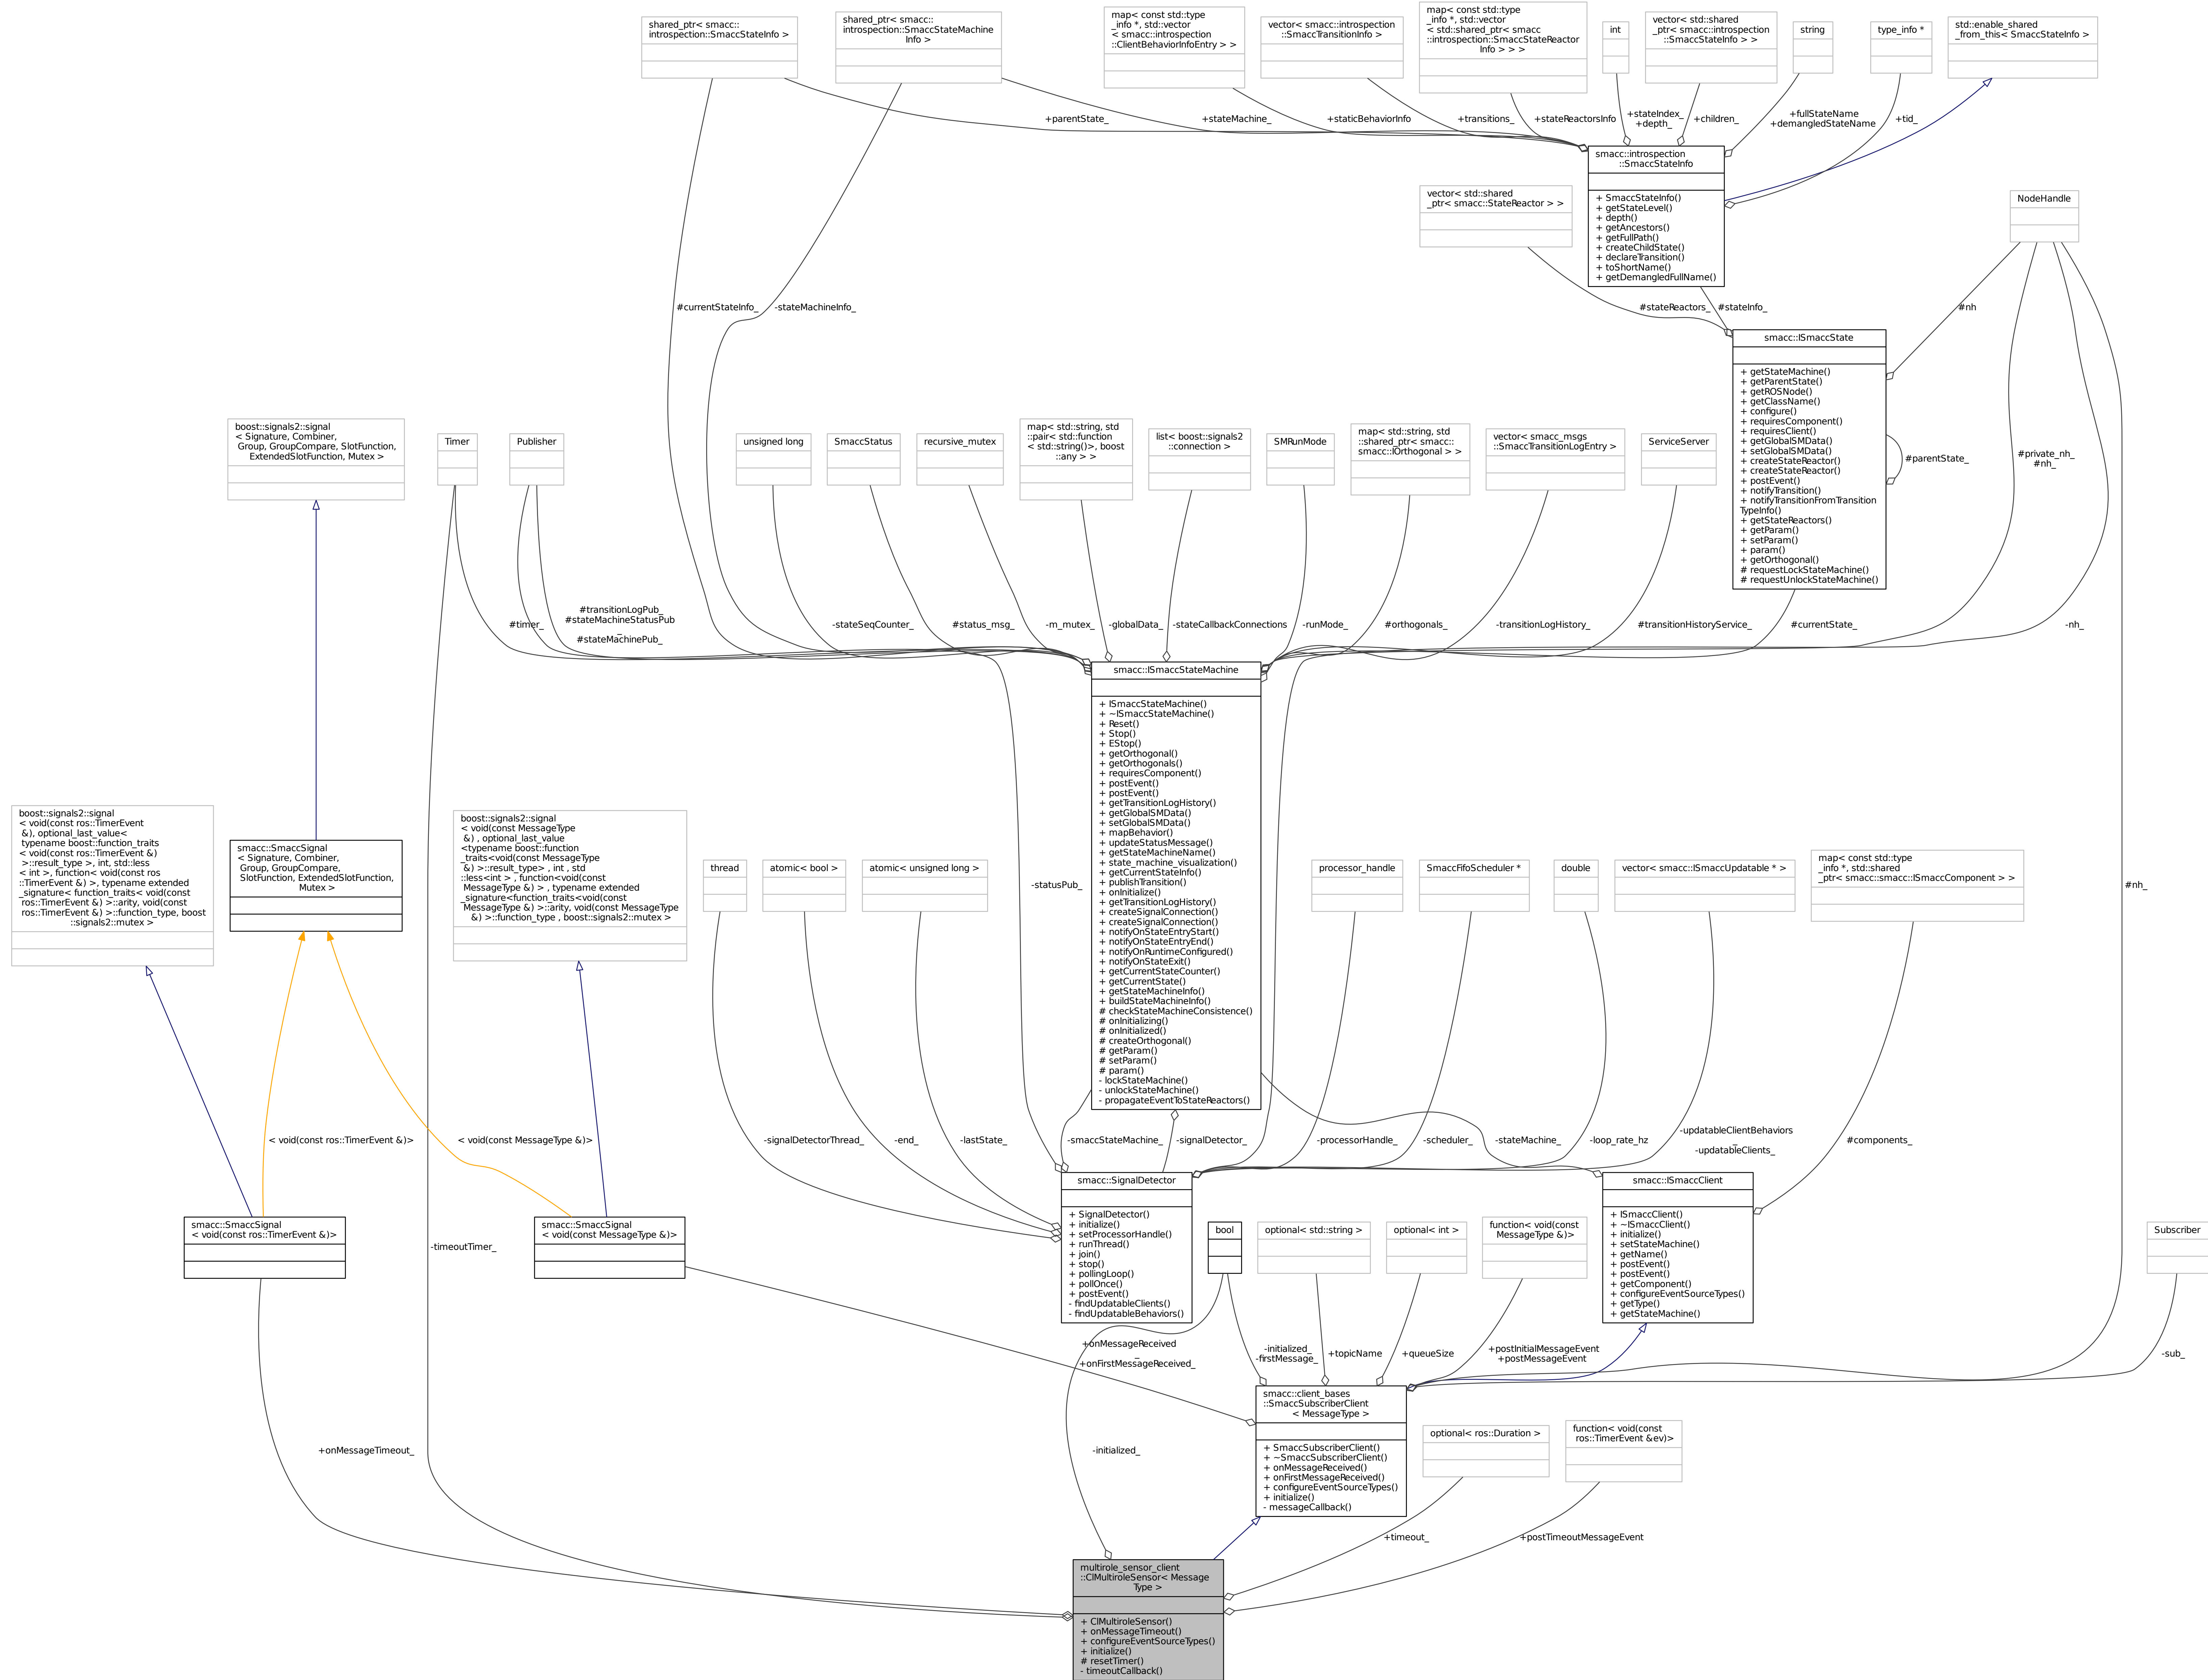 shared_ptr< smacc::
introspection::SmaccStateInfo >
shared_ptr< smacc::
introspection::SmaccStateMachine
Info >
map< const std::type
_info *, std::vector
< smacc::introspection
::ClientBehaviorInfoEntry > >
vector< smacc::introspection
::SmaccTransitionInfo >
map< const std::type
_info *, std::vector
< std::shared_ptr< smacc
::introspection::SmaccStateReactor
Info > > >
int
vector< std::shared
_ptr< smacc::introspection
::SmaccStateInfo > >
string
type_info *
std::enable_shared
_from_this< SmaccStateInfo >
+parentState_
+stateMachine_
+staticBehaviorInfo
+transitions_
+stateReactorsInfo
+stateIndex_
+depth_
+children_
+fullStateName
+demangledStateName
+tid_
smacc::introspection
::SmaccStateInfo
+ SmaccStateInfo()
+ getStateLevel()
+ depth()
+ getAncestors()
+ getFullPath()
+ createChildState()
+ declareTransition()
+ toShortName()
+ getDemangledFullName()
vector< std::shared
_ptr< smacc::StateReactor > >
NodeHandle
#currentStateInfo_
-stateMachineInfo_
#stateReactors_
#stateInfo_
#nh
smacc::ISmaccState
+ getStateMachine()
+ getParentState()
+ getROSNode()
+ getClassName()
+ configure()
+ requiresComponent()
+ requiresClient()
+ getGlobalSMData()
+ setGlobalSMData()
+ createStateReactor()
+ createStateReactor()
+ postEvent()
+ notifyTransition()
+ notifyTransitionFromTransition
TypeInfo()
+ getStateReactors()
+ getParam()
+ setParam()
+ param()
+ getOrthogonal()
# requestLockStateMachine()
# requestUnlockStateMachine()
#parentState_
#private_nh_
#nh_
boost::signals2::signal
< Signature, Combiner,
Group, GroupCompare, SlotFunction,
ExtendedSlotFunction, Mutex >
Timer
Publisher
unsigned long
SmaccStatus
recursive_mutex
map< std::string, std
::pair< std::function
< std::string()>, boost
::any > >
list< boost::signals2
::connection >
SMRunMode
map< std::string, std
::shared_ptr< smacc::
smacc::IOrthogonal > >
vector< smacc_msgs
::SmaccTransitionLogEntry >
ServiceServer
#timer_
#transitionLogPub_
#stateMachineStatusPub
_
#stateMachinePub_
-stateSeqCounter_
#status_msg_
-m_mutex_
-globalData_
-stateCallbackConnections
-runMode_
#orthogonals_
-transitionLogHistory_
#transitionHistoryService_
#currentState_
-nh_
smacc::ISmaccStateMachine
+ ISmaccStateMachine()
+ ~ISmaccStateMachine()
+ Reset()
+ Stop()
+ EStop()
+ getOrthogonal()
+ getOrthogonals()
+ requiresComponent()
+ postEvent()
+ postEvent()
+ getTransitionLogHistory()
+ getGlobalSMData()
+ setGlobalSMData()
+ mapBehavior()
+ updateStatusMessage()
+ getStateMachineName()
+ state_machine_visualization()
+ getCurrentStateInfo()
+ publishTransition()
+ onInitialize()
+ getTransitionLogHistory()
+ createSignalConnection()
+ createSignalConnection()
+ notifyOnStateEntryStart()
+ notifyOnStateEntryEnd()
+ notifyOnRuntimeConfigured()
+ notifyOnStateExit()
+ getCurrentStateCounter()
+ getCurrentState()
+ getStateMachineInfo()
+ buildStateMachineInfo()
# checkStateMachineConsistence()
# onInitializing()
# onInitialized()
# createOrthogonal()
# getParam()
# setParam()
# param()
- lockStateMachine()
- unlockStateMachine()
- propagateEventToStateReactors()
boost::signals2::signal
< void(const ros::TimerEvent
&), optional_last_value<
typename boost::function_traits
< void(const ros::TimerEvent &)
>::result_type >, int, std::less
< int >, function< void(const ros
::TimerEvent &) >, typename extended
_signature< function_traits< void(const
ros::TimerEvent &) >::arity, void(const
ros::TimerEvent &) >::function_type, boost
::signals2::mutex >
smacc::SmaccSignal
< Signature, Combiner,
Group, GroupCompare,
SlotFunction, ExtendedSlotFunction,
Mutex >
boost::signals2::signal
< void(const MessageType
&) , optional_last_value
<typename boost::function
_traits<void(const MessageType
&) >::result_type> , int , std
::less<int > , function<void(const
MessageType &) > , typename extended
_signature<function_traits<void(const
MessageType &) >::arity, void(const MessageType
&) >::function_type , boost::signals2::mutex >
thread
atomic< bool >
atomic< unsigned long >
processor_handle
SmaccFifoScheduler *
double
vector< smacc::ISmaccUpdatable * >
map< const std::type
_info *, std::shared
_ptr< smacc::smacc::ISmaccComponent > >
-statusPub_
#nh_
< void(const ros::TimerEvent &)>
< void(const MessageType &)>
-signalDetectorThread_
-end_
-lastState_
-smaccStateMachine_
-signalDetector_
-processorHandle_
-scheduler_
-stateMachine_
-loop_rate_hz
-updatableClientBehaviors
_
-updatableClients_
#components_
smacc::SmaccSignal
< void(const ros::TimerEvent &)>
smacc::SmaccSignal
< void(const MessageType &)>
smacc::SignalDetector
+ SignalDetector()
+ initialize()
+ setProcessorHandle()
+ runThread()
+ join()
+ stop()
+ pollingLoop()
+ pollOnce()
+ postEvent()
- findUpdatableClients()
- findUpdatableBehaviors()
bool
optional< std::string >
optional< int >
function< void(const
MessageType &)>
smacc::ISmaccClient
+ ISmaccClient()
+ ~ISmaccClient()
+ initialize()
+ setStateMachine()
+ getName()
+ postEvent()
+ postEvent()
+ getComponent()
+ configureEventSourceTypes()
+ getType()
+ getStateMachine()
Subscriber
-timeoutTimer_
+onMessageReceived
_
+onFirstMessageReceived_
-initialized_
-firstMessage_
+topicName
+queueSize
+postInitialMessageEvent
+postMessageEvent
-sub_
smacc::client_bases
::SmaccSubscriberClient
< MessageType >
+ SmaccSubscriberClient()
+ ~SmaccSubscriberClient()
+ onMessageReceived()
+ onFirstMessageReceived()
+ configureEventSourceTypes()
+ initialize()
- messageCallback()
optional< ros::Duration >
function< void(const
ros::TimerEvent &ev)>
+onMessageTimeout_
-initialized_
+timeout_
+postTimeoutMessageEvent
multirole_sensor_client
::ClMultiroleSensor< Message
Type >
+ ClMultiroleSensor()
+ onMessageTimeout()
+ configureEventSourceTypes()
+ initialize()
# resetTimer()
- timeoutCallback()